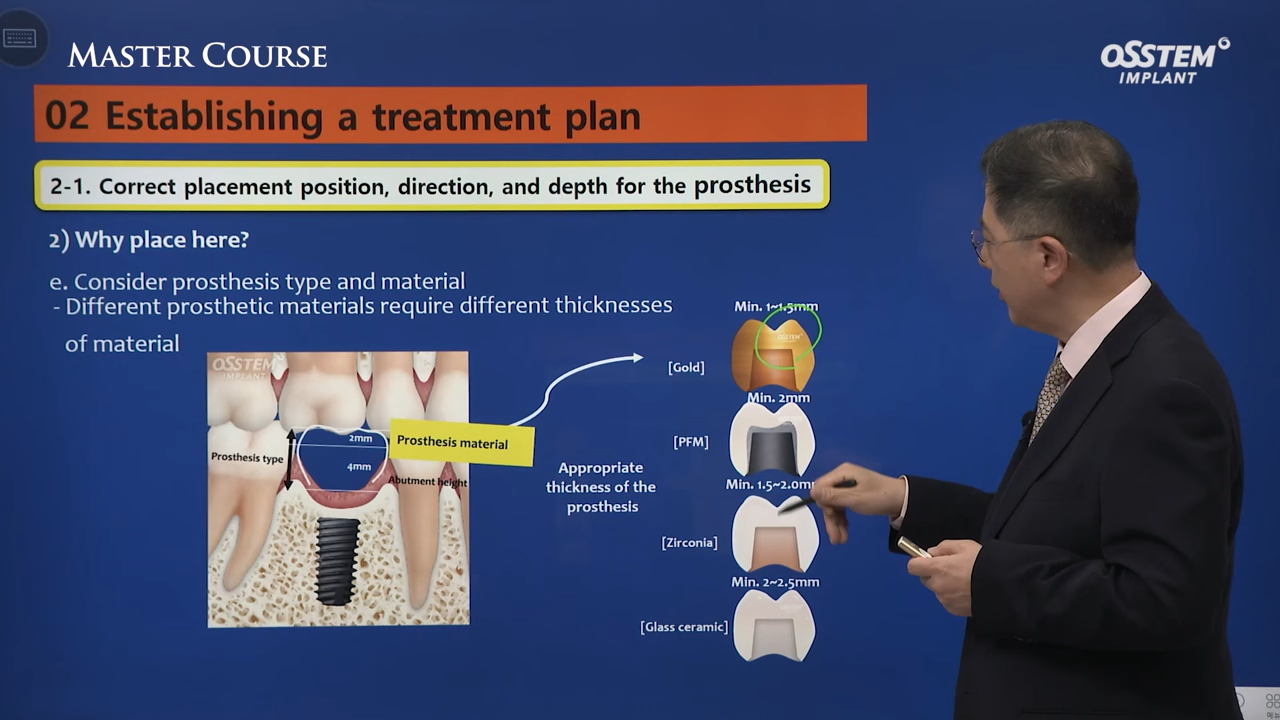 MASTER COURSE
OSSTEM
IMPLANT
02 Establishing a treatment plan
2-1. Correct placement position, direction, and depth for the prosthesis
2) Why place here?
e. Consider prosthesis type and material
- Different prosthetic materials require different thicknesses
of material
OSSTEM
IMPLANT
Prosthesis type
2mm
4mm
Prosthesis material
Abutment height
Appropriate
thickness of the
prosthesis
Min. 1~1.5mm
[Gold]
Min. 2mm
[PFM]
Min. 1.5~2.0m
[Zirconia]
Min. 2~2.5mm
[Glass ceramic]